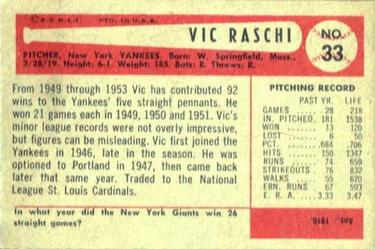 © B.G.H.L.I. PTD. IN U.S.A.
VIC RASCHI
NO. 33
PITCHER, New York YANKEES. Born: W. Springfield, Mass.,
3/28/19. Height: 6-1. Weight: 185. Bats: R. Throws: R.
From 1949 through 1953 Vic has contributed 92
wins to the Yankees' five straight pennants. He
won 21 games each in 1949, 1950 and 1951. Vic's
minor league records were not overly impressive,
but figures can be misleading. Vic first joined the
Yankees in 1946, late in the season. He was
optioned to Portland in 1947, then came back
later that same year. Traded to the National
League St. Louis Cardinals.
PITCHING RECORD
PAST YR. LIFE
GAMES 28 218
IN. PITCHED 181 1538
WON 13 120
LOST 6 50
PCT. .684 .706
HITS 150 1347
RUNS 74 659
STRIKEOUTS 76 832
WALKS 55 620
ERN. RUNS 67 593
E. R. A. 3.33 3.47
In what year did the New York Giants win 26
straight games?
Ans.: 1916.